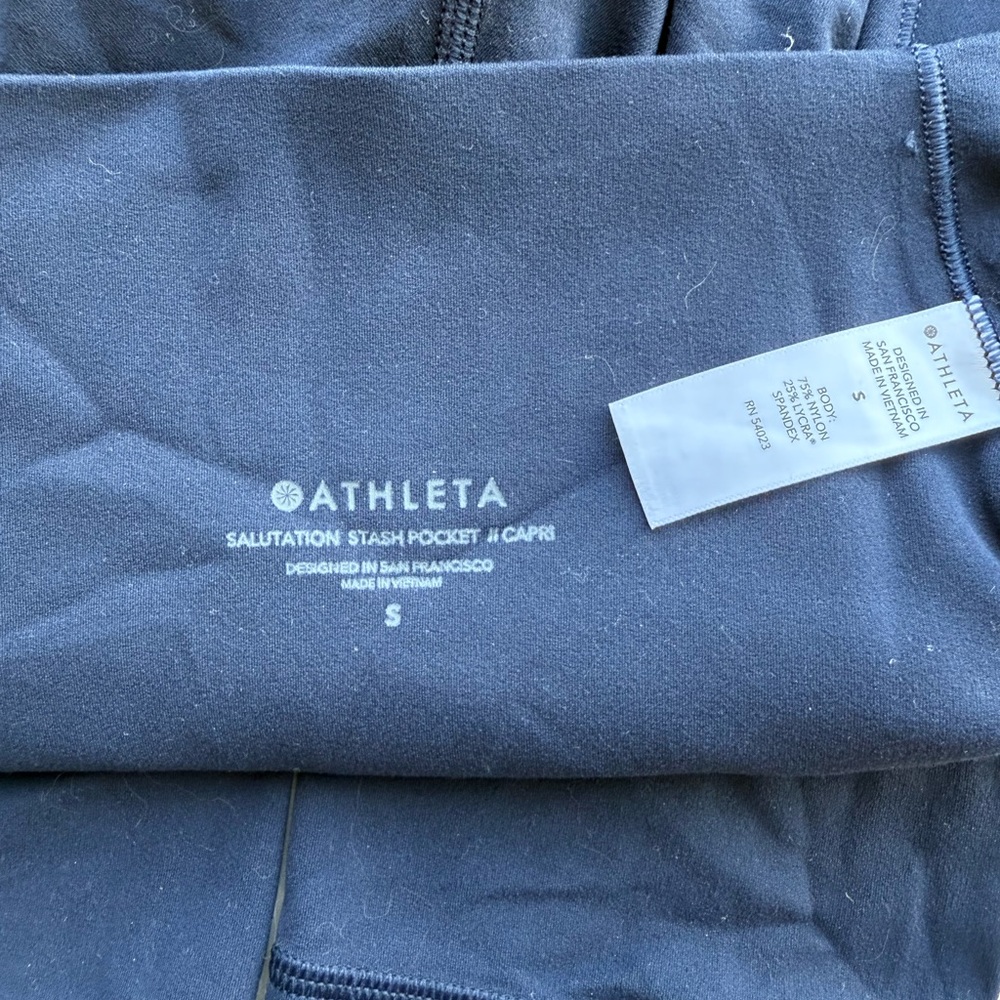 ATHLETA
SALUTATION STASH POCKET II CAPRI
DESIGNED IN SAN FRANCISCO
MADE IN VIETNAM
S
ATHLETA
DESIGNED IN
SAN FRANCISCO
MADE IN VIETNAM
S
BODY:
75% NYLON
25% LYCRA®
SPANDEX
RN 54023